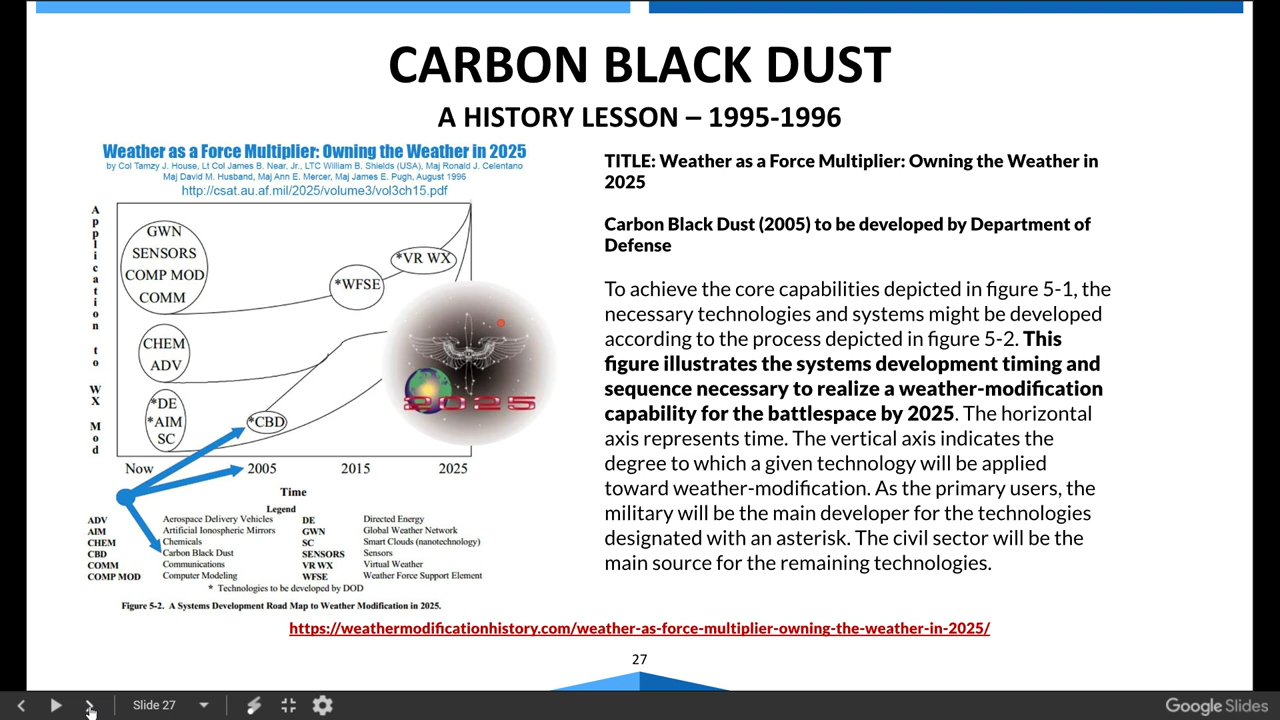 CARBON BLACK DUST
A HISTORY LESSON – 1995-1996
Weather as a Force Multiplier: Owning the Weather in 2025
by Col Tamzy J. House, Lt Col James B. Near, Jr., LTC William B. Shields (USA), Maj Ronald J. Celentano
Maj David M. Husband, Maj Ann E. Mercer, Maj James E. Pugh, August 1996
http://csat.au.af.mil/2025/volume3/vol3ch15.pdf
Application to WX Mod
GWN
SENSORS
COMP MOD
COMM
CHEM
ADV
*DE
*AIM
SC
*CBD
*WFSE
*VR WX
2025
Now 2005 2015 2025
Time
Legend
ADV Aerospace Delivery Vehicles DE Directed Energy
AIM Artificial Ionospheric Mirrors GWN Global Weather Network
CHEM Chemicals SC Smart Clouds (nanotechnology)
CBD Carbon Black Dust SENSORS Sensors
COMM Communications VR WX Virtual Weather
COMP MOD Computer Modeling WFSE Weather Force Support Element
* Technologies to be developed by DOD
Figure 5-2. A Systems Development Road Map to Weather Modification in 2025.
TITLE: Weather as a Force Multiplier: Owning the Weather in
2025
Carbon Black Dust (2005) to be developed by Department of
Defense
To achieve the core capabilities depicted in figure 5-1, the
necessary technologies and systems might be developed
according to the process depicted in figure 5-2. This
figure illustrates the systems development timing and
sequence necessary to realize a weather-modification
capability for the battlespace by 2025. The horizontal
axis represents time. The vertical axis indicates the
degree to which a given technology will be applied
toward weather-modification. As the primary users, the
military will be the main developer for the technologies
designated with an asterisk. The civil sector will be the
main source for the remaining technologies.
https://weathermodificationhistory.com/weather-as-force-multiplier-owning-the-weather-in-2025/
27
Slide 27
Google Slides